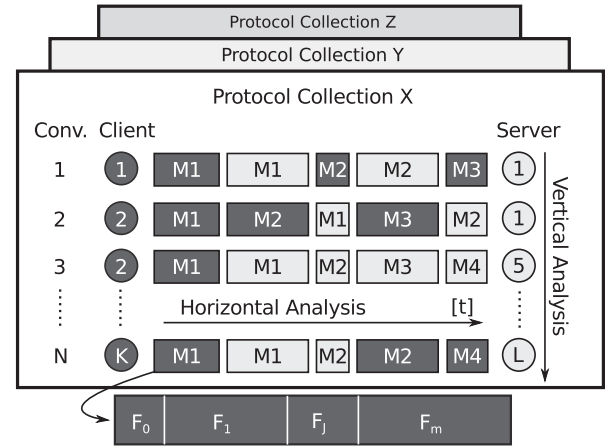 Protocol Collection Z
Protocol Collection Y
Protocol Collection X
Conv. Client Server
1 1 M1 M1 M2 M2 M3 1
2 2 M1 M2 M1 M3 M2 1
3 2 M1 M1 M2 M3 M4 5
Horizontal Analysis [t]
N K M1 M1 M2 M2 M4 L
Vertical Analysis
F0 F1 FJ Fm